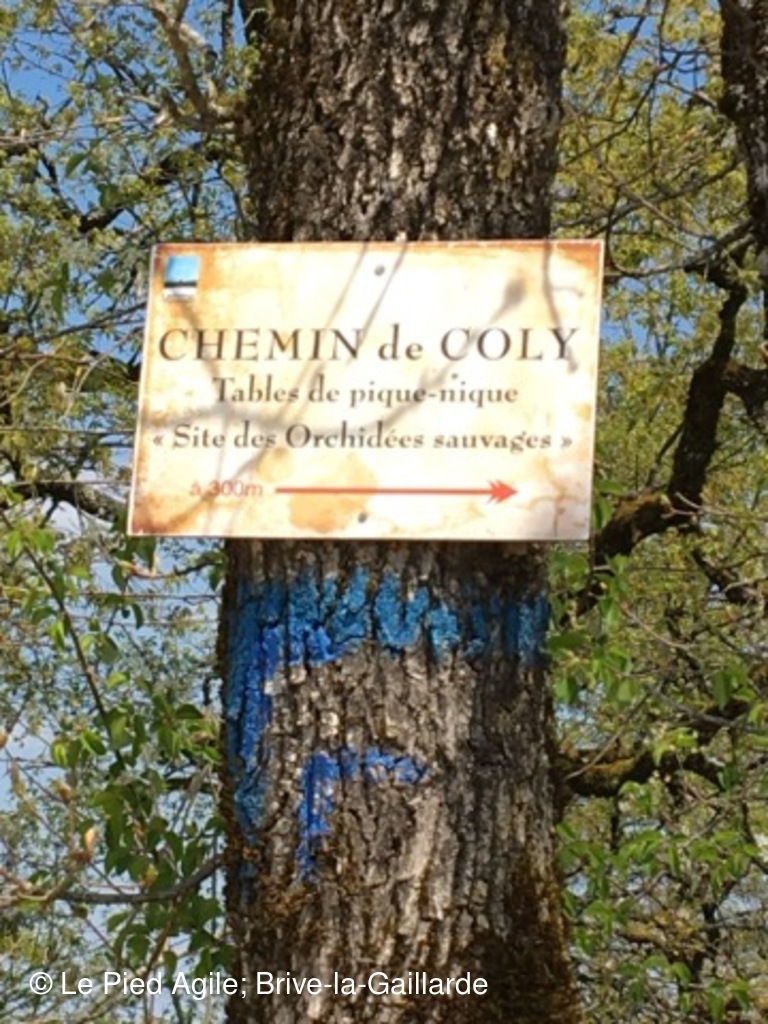 CHEMIN de COLY
Tables de pique-nique
« Site des Orchidées sauvages »
à 300m
© Le Pied Agile; Brive-la-Gaillarde